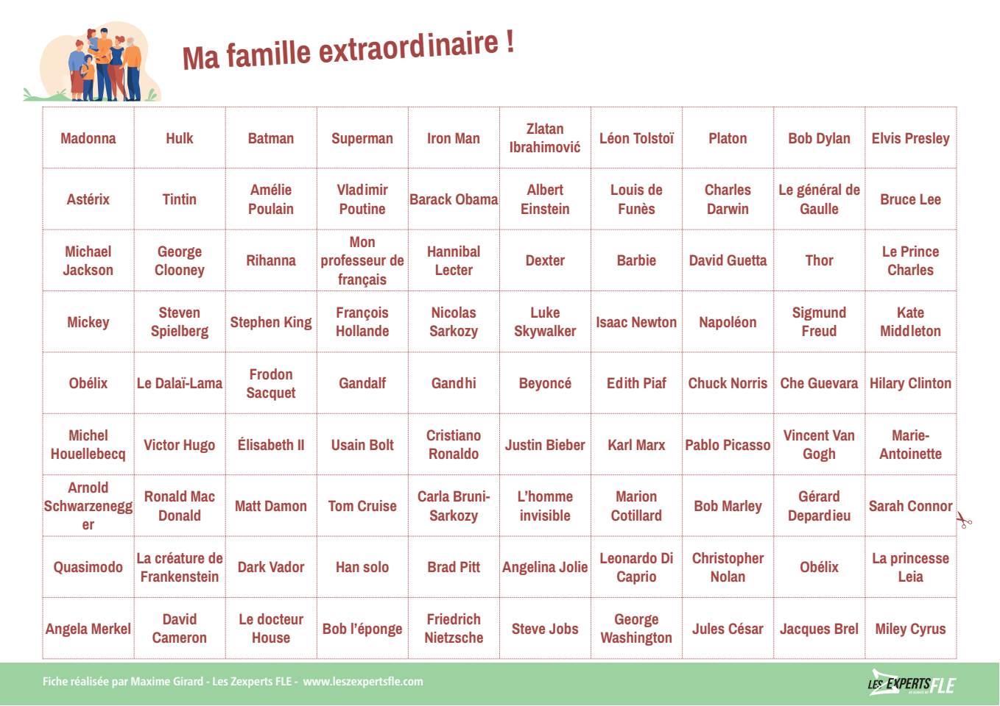 Ma famille extraordinaire !
Madonna
Hulk
Batman
Superman
Iron Man
Zlatan
Ibrahimović
Léon Tolstoï
Platon
Bob Dylan
Elvis Presley
Astérix
Tintin
Amélie
Poulain
Vladimir
Poutine
Barack Obama
Albert
Einstein
Louis de
Funès
Charles
Darwin
Le général de
Gaulle
Bruce Lee
Michael
Jackson
George
Clooney
Rihanna
Mon
professeur de
français
Hannibal
Lecter
Dexter
Barbie
David Guetta
Thor
Le Prince
Charles
Mickey
Steven
Spielberg
Stephen King
François
Hollande
Nicolas
Sarkozy
Luke
Skywalker
Isaac Newton
Napoléon
Sigmund
Freud
Kate
Middleton
Obélix
Le Dalaï-Lama
Frodon
Sacquet
Gandalf
Gandhi
Beyoncé
Edith Piaf
Chuck Norris
Che Guevara
Hilary Clinton
Michel
Houellebecq
Victor Hugo
Élisabeth II
Usain Bolt
Cristiano
Ronaldo
Justin Bieber
Karl Marx
Pablo Picasso
Vincent Van
Gogh
Marie-
Antoinette
Arnold
Schwarzenegg
er
Ronald Mac
Donald
Matt Damon
Tom Cruise
Carla Bruni-
Sarkozy
L’homme
invisible
Marion
Cotillard
Bob Marley
Gérard
Depardieu
Sarah Connor
Quasimodo
La créature de
Frankenstein
Dark Vador
Han solo
Brad Pitt
Angelina Jolie
Leonardo Di
Caprio
Christopher
Nolan
Obélix
La princesse
Leia
Angela Merkel
David
Cameron
Le docteur
House
Bob l’éponge
Friedrich
Nietzsche
Steve Jobs
George
Washington
Jules César
Jacques Brel
Miley Cyrus
Fiche réalisée par Maxime Girard - Les Zexperts FLE - www.leszexpertsfle.com
LES ZEXPERTS FLE